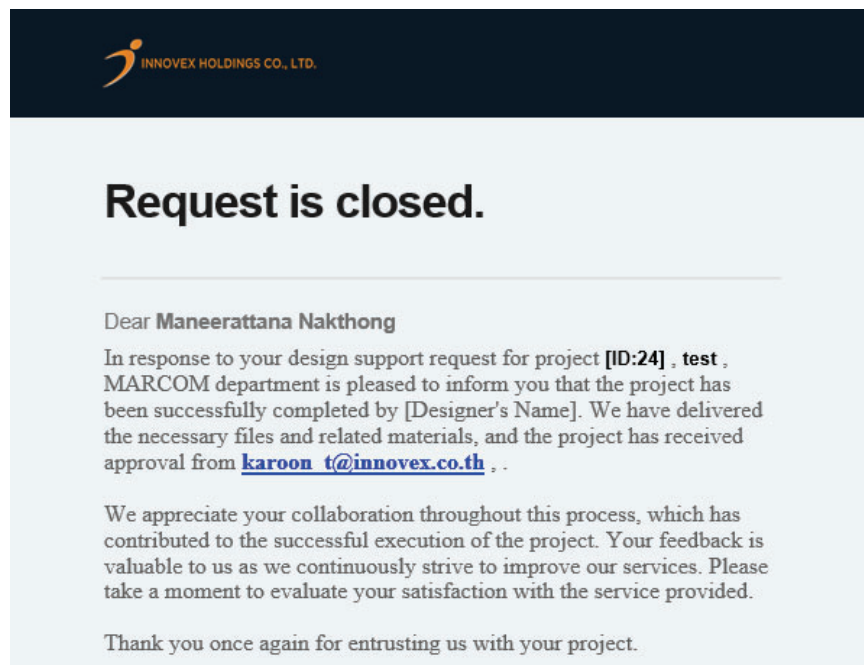 INNOVEX HOLDINGS CO., LTD.
Request is closed.
Dear Maneerattana Nakthong
In response to your design support request for project [ID:24] , test ,
MARCOM department is pleased to inform you that the project has
been successfully completed by [Designer's Name]. We have delivered
the necessary files and related materials, and the project has received
approval from karoon_t@innovex.co.th , .
We appreciate your collaboration throughout this process, which has
contributed to the successful execution of the project. Your feedback is
valuable to us as we continuously strive to improve our services. Please
take a moment to evaluate your satisfaction with the service provided.
Thank you once again for entrusting us with your project.